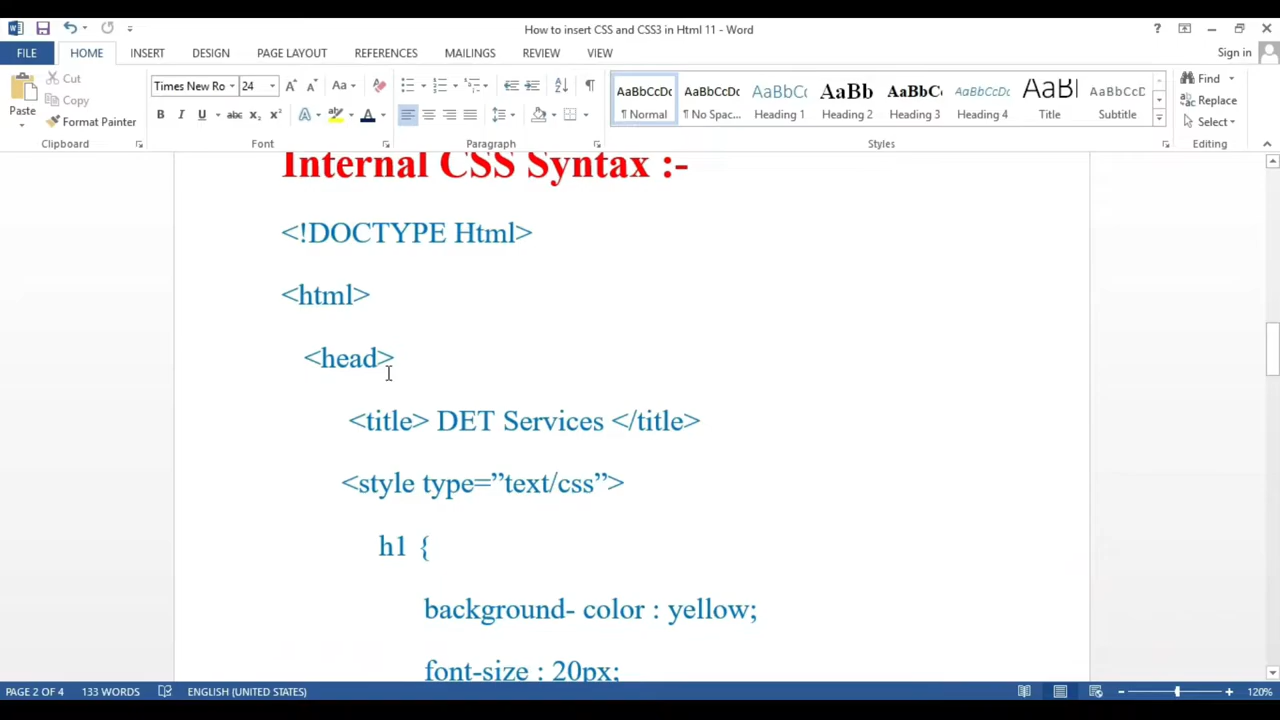 How to insert CSS and CSS3 in Html 11 - Word
FILE HOME INSERT DESIGN PAGE LAYOUT REFERENCES MAILINGS REVIEW VIEW Sign in
Paste
Cut
Copy
Format Painter
Times New Ro 24
Find
Replace
Select
AaBbCcDc AaBbCcDc AaBbCc AaBb AaBbCc AaBbCcDc AaBl AaBbCcD
¶ Normal ¶ No Spac... Heading 1 Heading 2 Heading 3 Heading 4 Title Subtitle
Clipboard Font Paragraph Styles Editing
Internal CSS Syntax :-
<!DOCTYPE Html>
<html>
<head>
<title> DET Services </title>
<style type=”text/css”>
h1 {
background- color : yellow;
font-size : 20px;
PAGE 2 OF 4 133 WORDS ENGLISH (UNITED STATES) 120%